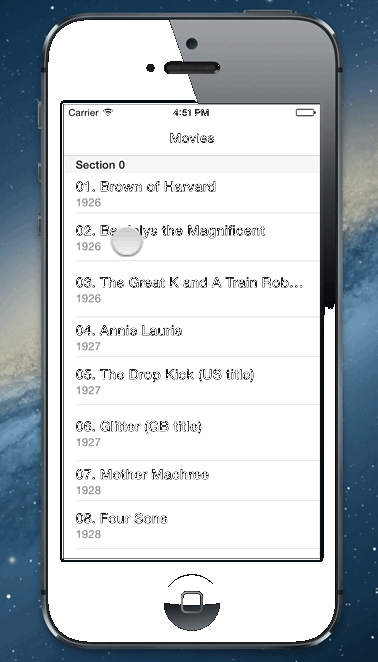 Carrier 4:51 PM
Movies
Section 0
01. Brown of Harvard
1926
02. the Magnificent
1926
03. The Great K and A Train Rob...
1926
04. Annie Laurie
1927
05. The Drop Kick (US title)
1927
06. Glitter (GB title)
1927
07. Mother Machree
1928
08. Four Sons
1928